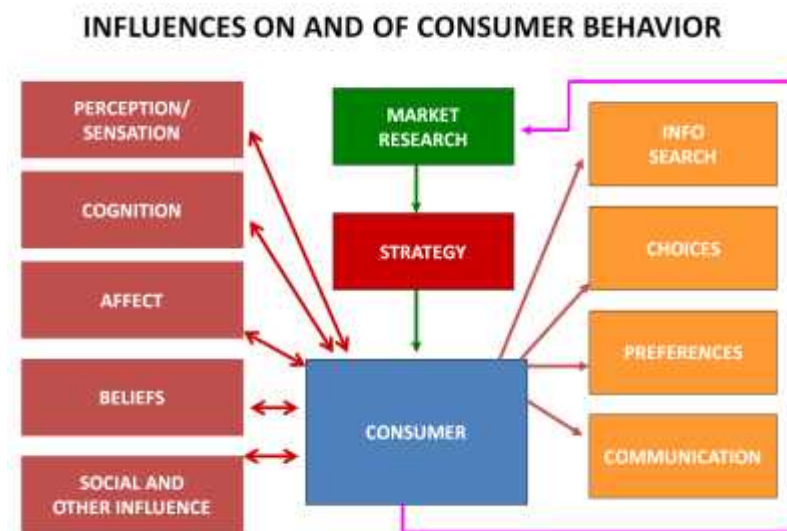 INFLUENCES ON AND OF CONSUMER BEHAVIOR
PERCEPTION/
SENSATION
COGNITION
AFFECT
BELIEFS
SOCIAL AND
OTHER INFLUENCE
MARKET
RESEARCH
STRATEGY
CONSUMER
INFO
SEARCH
CHOICES
PREFERENCES
COMMUNICATION